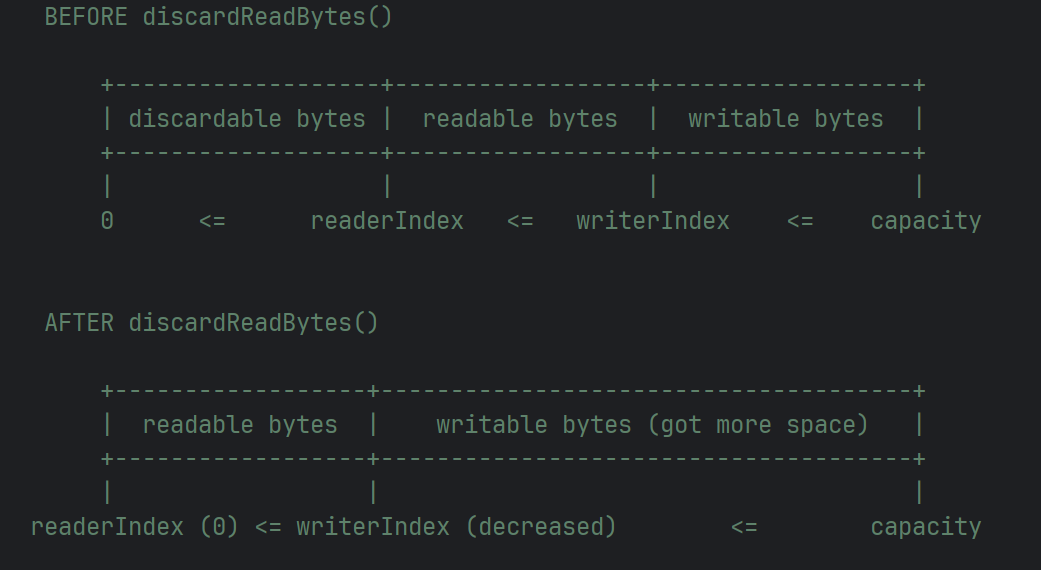 BEFORE discardReadBytes()
+-------------------+------------------+------------------+
| discardable bytes |  readable bytes  |  writable bytes  |
+-------------------+------------------+------------------+
|                   |                  |                  |
0      <=      readerIndex   <=   writerIndex    <=    capacity
AFTER discardReadBytes()
+------------------+--------------------------------------+
|  readable bytes  |    writable bytes (got more space)   |
+------------------+--------------------------------------+
|                  |                                      |
readerIndex (0) <= writerIndex (decreased)        <=        capacity